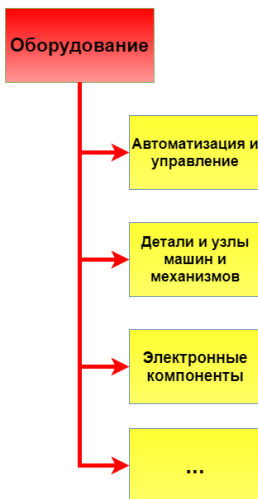 Оборудование
Автоматизация и
управление
Детали и узлы
машин и
механизмов
Электронные
компоненты
...